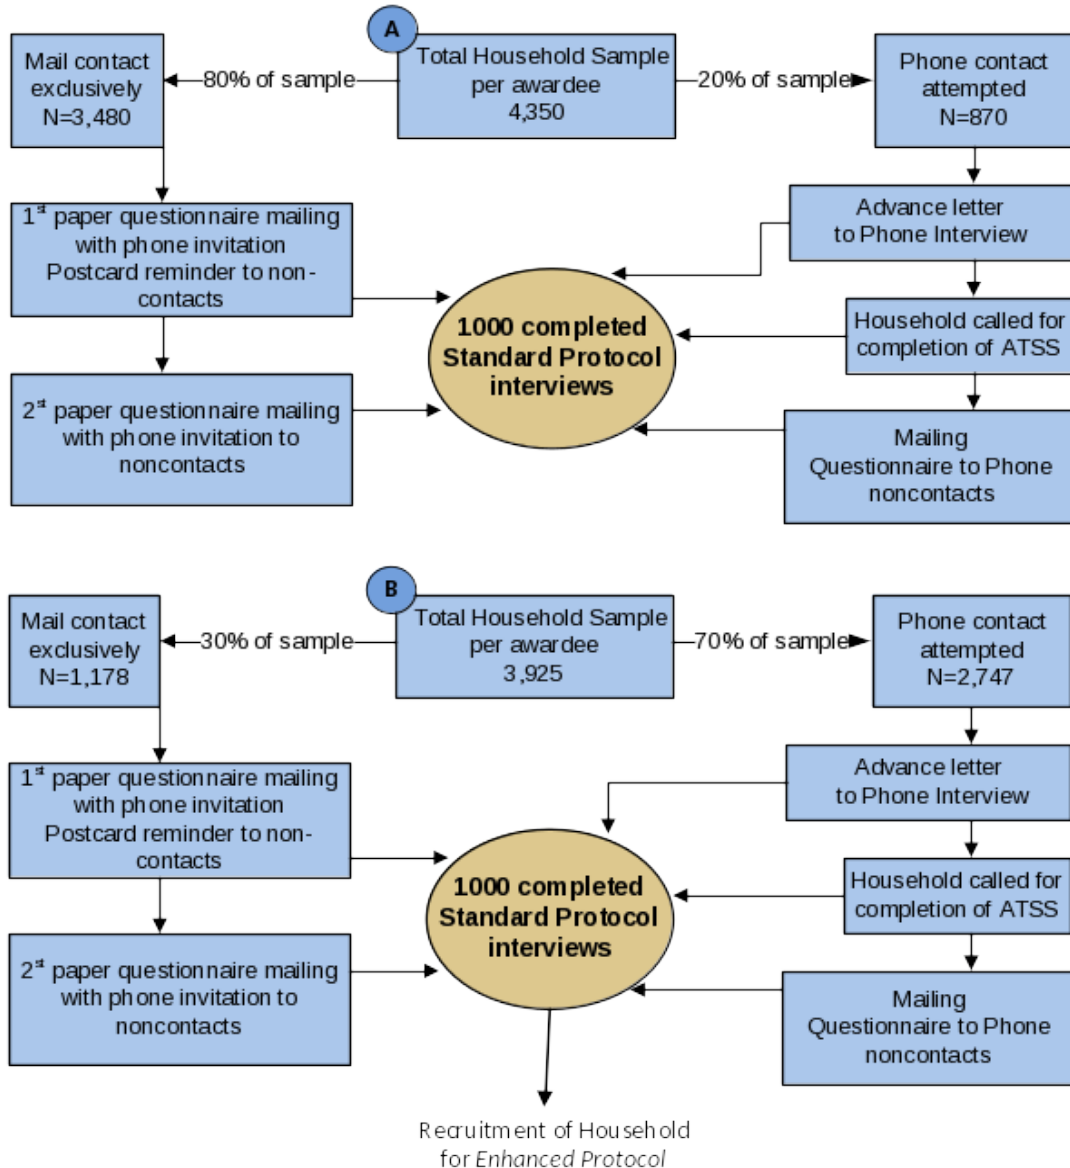 A
Mail contact
exclusively
N=3,480
80% of sample
Total Household Sample
per awardee
4,350
20% of sample
Phone contact
attempted
N=870
1st paper questionnaire mailing
with phone invitation
Postcard reminder to non-
contacts
Advance letter
to Phone Interview
1000 completed
Standard Protocol
interviews
Household called for
completion of ATSS
2st paper questionnaire mailing
with phone invitation to
noncontacts
Mailing
Questionnaire to Phone
noncontacts
B
Mail contact
exclusively
N=1,178
30% of sample
Total Household Sample
per awardee
3,925
70% of sample
Phone contact
attempted
N=2,747
1st paper questionnaire mailing
with phone invitation
Postcard reminder to non-
contacts
Advance letter
to Phone Interview
1000 completed
Standard Protocol
interviews
Household called for
completion of ATSS
2st paper questionnaire mailing
with phone invitation to
noncontacts
Mailing
Questionnaire to Phone
noncontacts
Recruitment of Household
for Enhanced Protocol